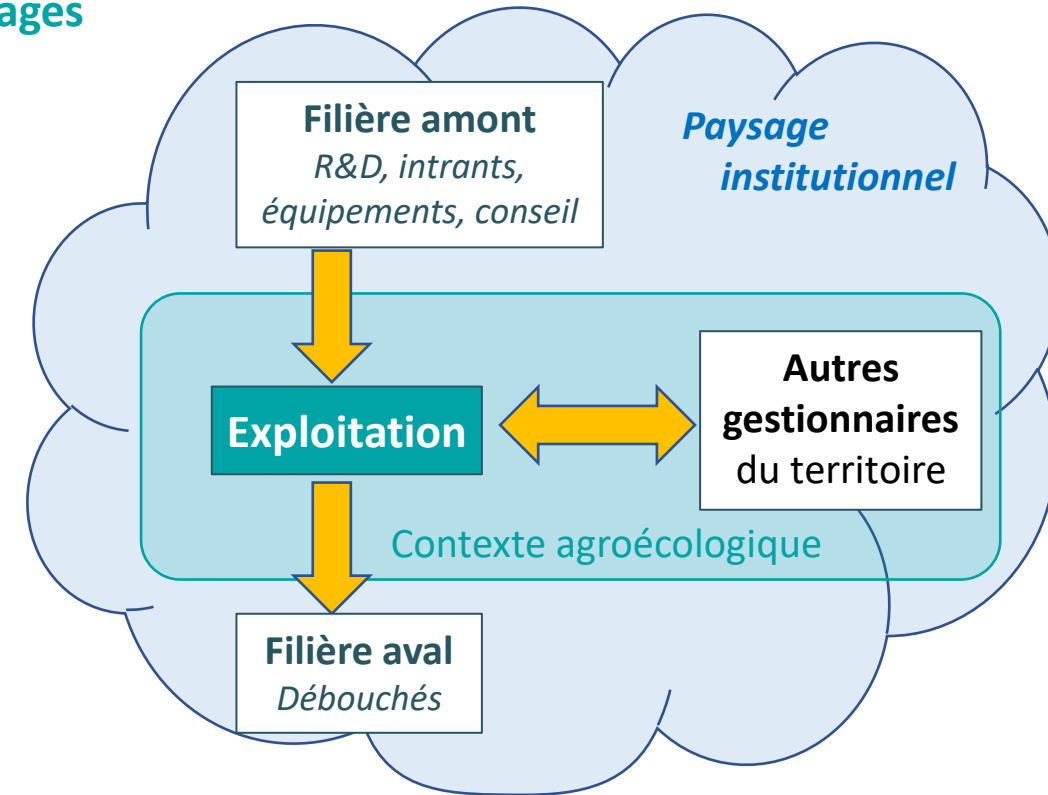 ages
Filière amont
R&D, intrants,
équipements, conseil
Paysage
institutionnel
Autres
gestionnaires
du territoire
Exploitation
Contexte agroécologique
Filière aval
Débouchés